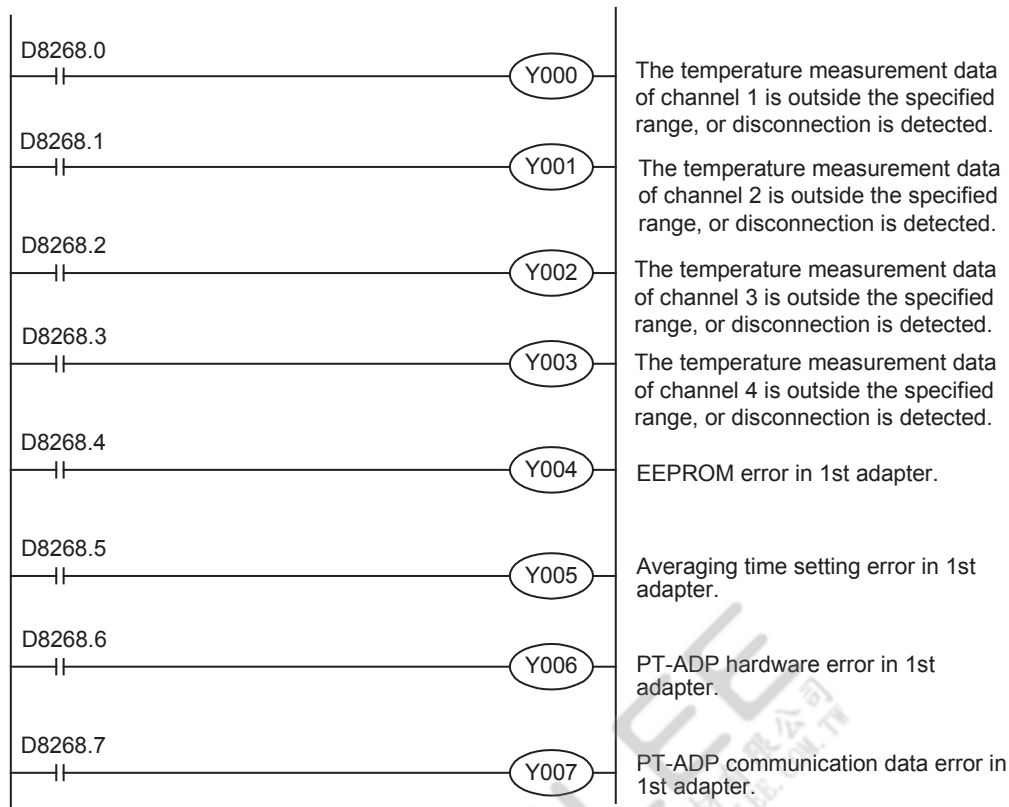 D8268.0
Y000
The temperature measurement data
of channel 1 is outside the specified
range, or disconnection is detected.
D8268.1
Y001
The temperature measurement data
of channel 2 is outside the specified
range, or disconnection is detected.
D8268.2
Y002
The temperature measurement data
of channel 3 is outside the specified
range, or disconnection is detected.
D8268.3
Y003
The temperature measurement data
of channel 4 is outside the specified
range, or disconnection is detected.
D8268.4
Y004
EEPROM error in 1st adapter.
D8268.5
Y005
Averaging time setting error in 1st
adapter.
D8268.6
Y006
PT-ADP hardware error in 1st
adapter.
D8268.7
Y007
PT-ADP communication data error in
1st adapter.